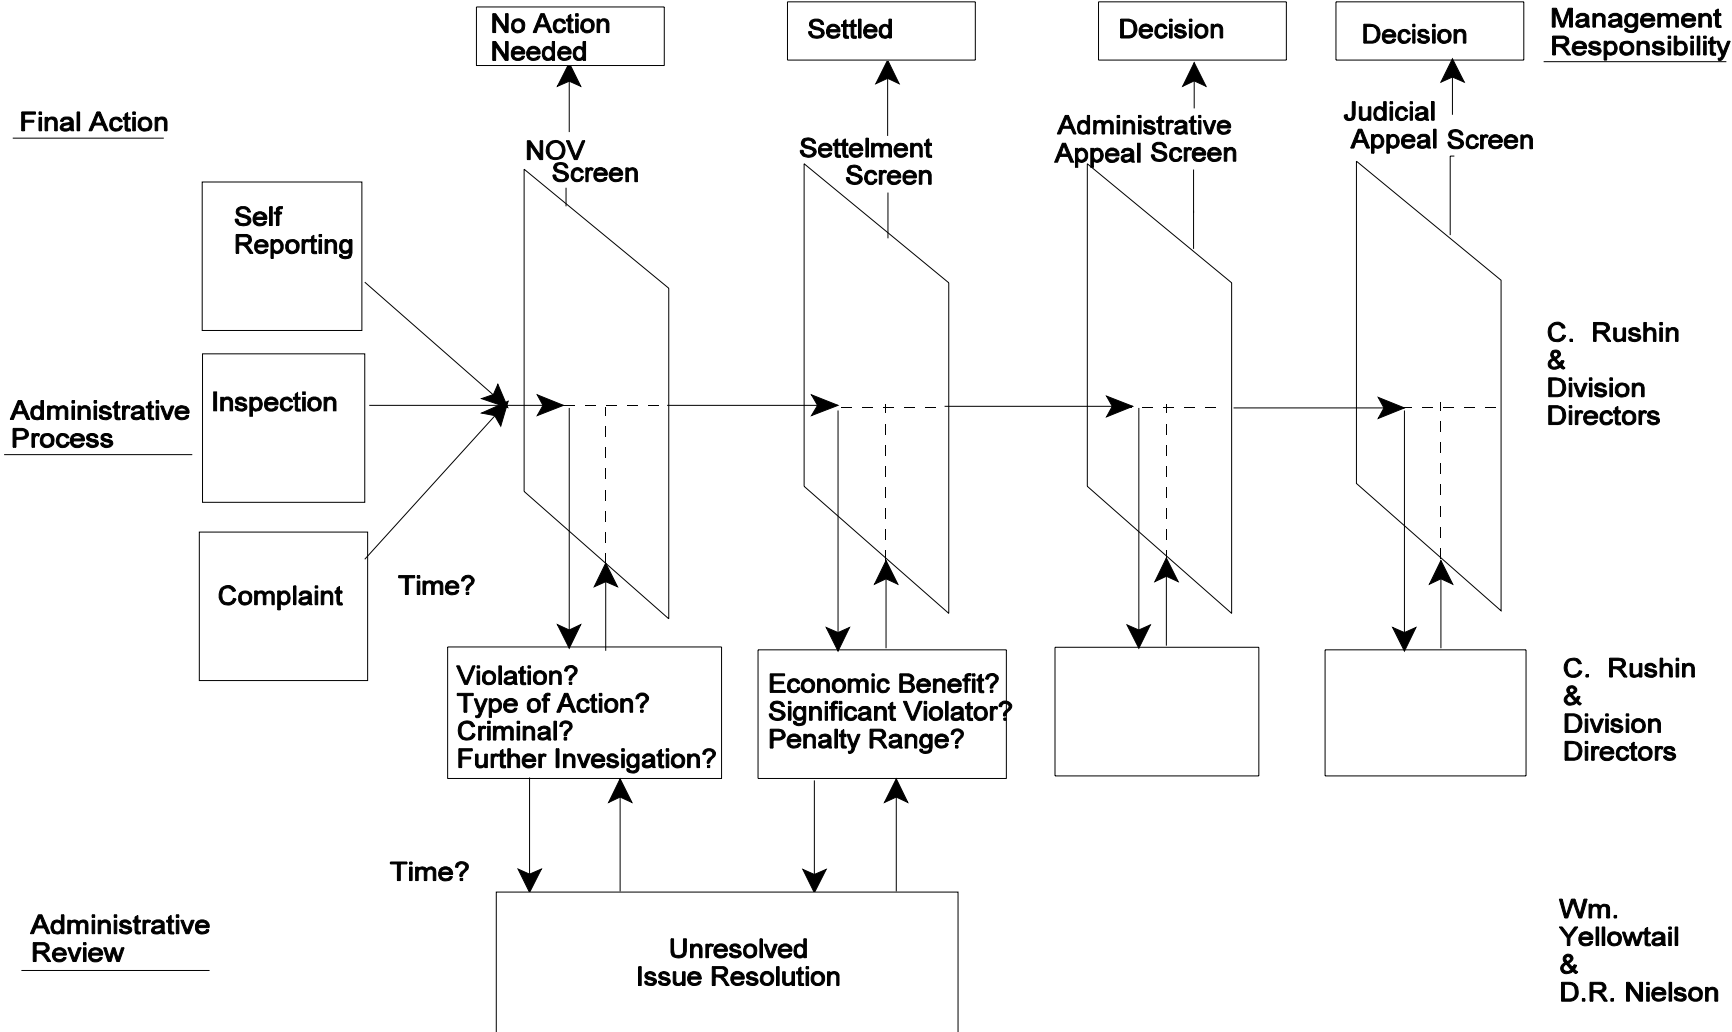 No Action
Needed
Settled
Decision
Decision
Management
Responsibility
Final Action
NOV
Screen
Settelment
Screen
Administrative
Appeal Screen
Judicial
Appeal Screen
Self
Reporting
Inspection
Complaint
Administrative
Process
C. Rushin
&
Division
Directors
Time?
Violation?
Type of Action?
Criminal?
Further Invesigation?
Economic Benefit?
Significant Violator?
Penalty Range?
C. Rushin
&
Division
Directors
Time?
Administrative
Review
Unresolved
Issue Resolution
Wm.
Yellowtail
&
D.R. Nielson